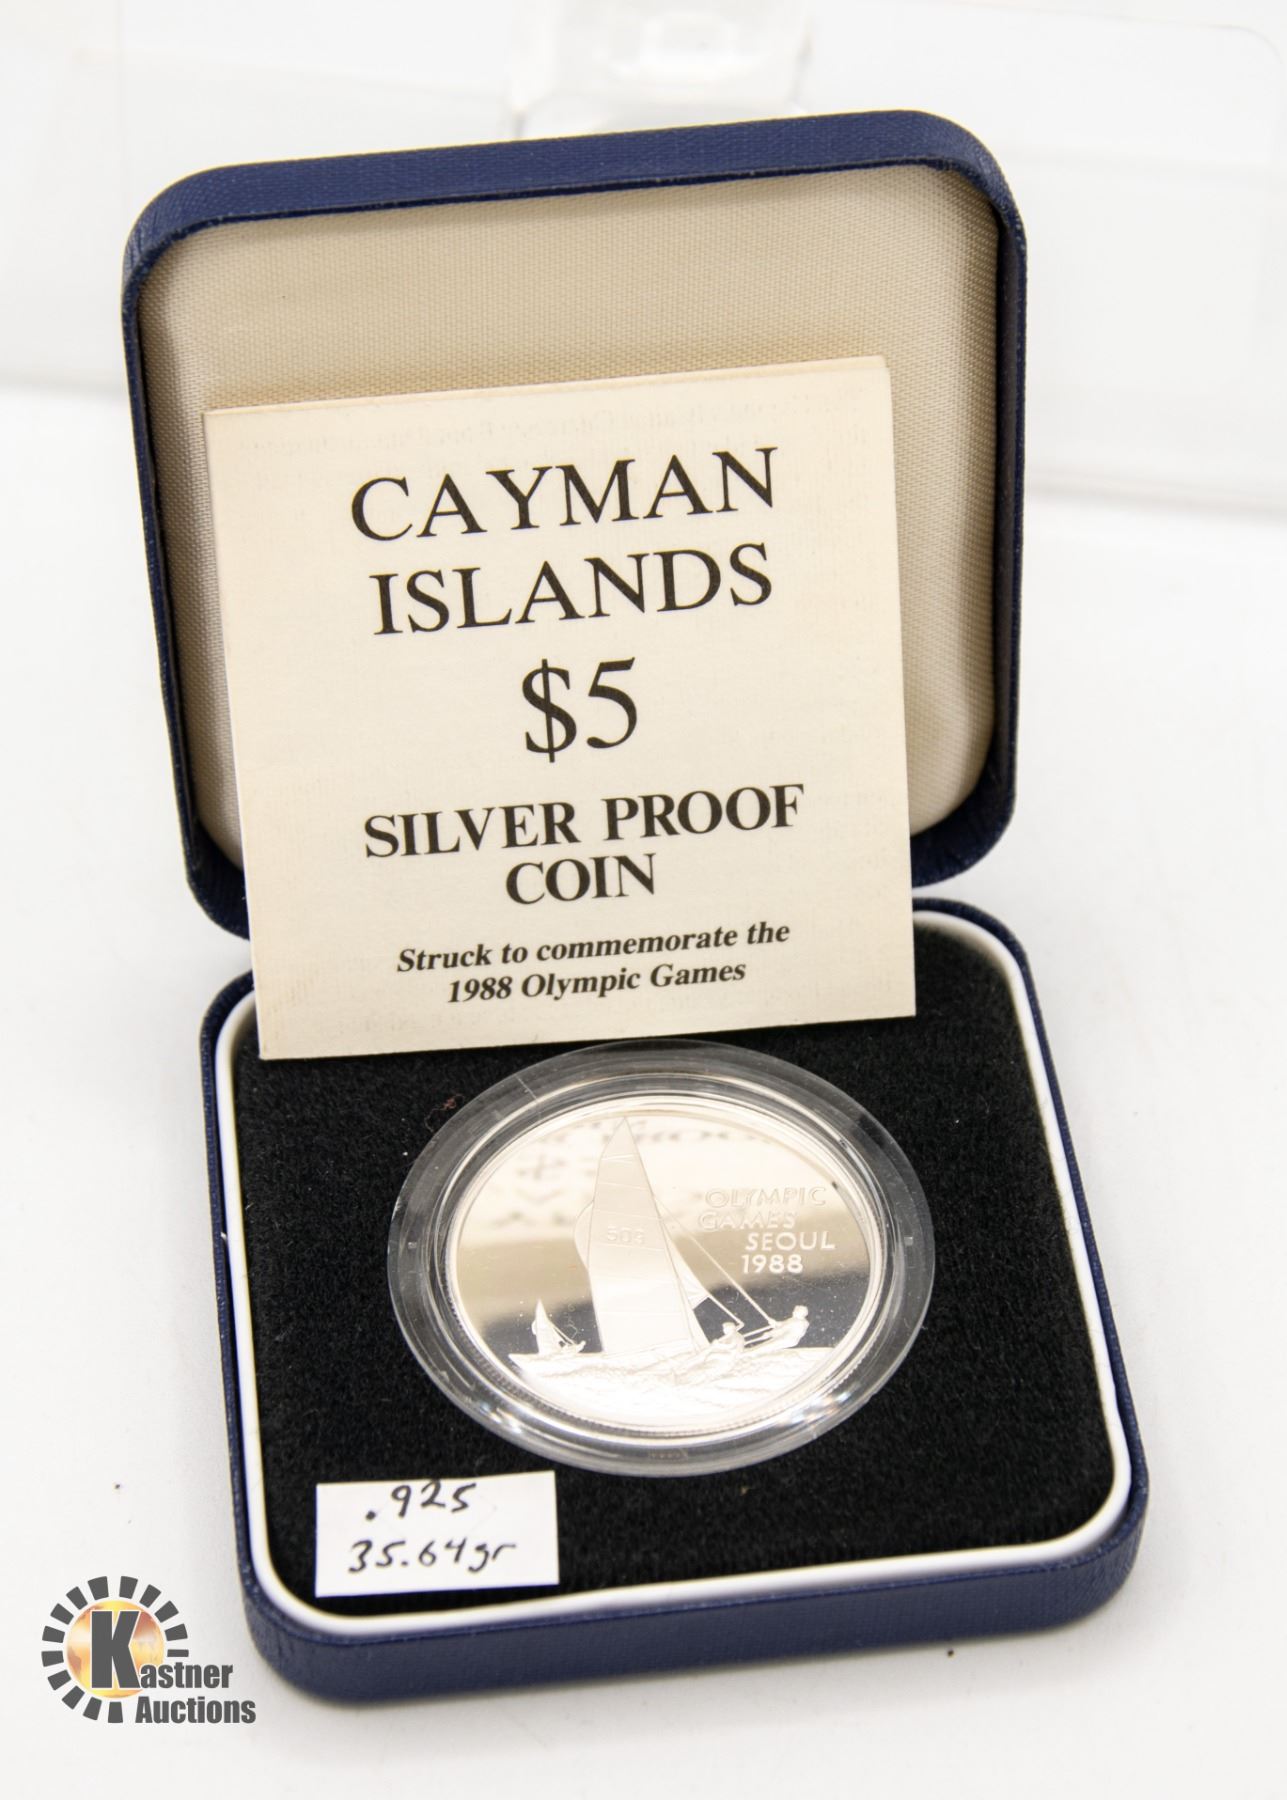 CAYMAN
ISLANDS
$5
SILVER PROOF
COIN
Struck to commemorate the
1988 Olympic Games
OLYMPIC
GAMES
SEOUL
1988
.925
35.64gr
Kastner
Auctions